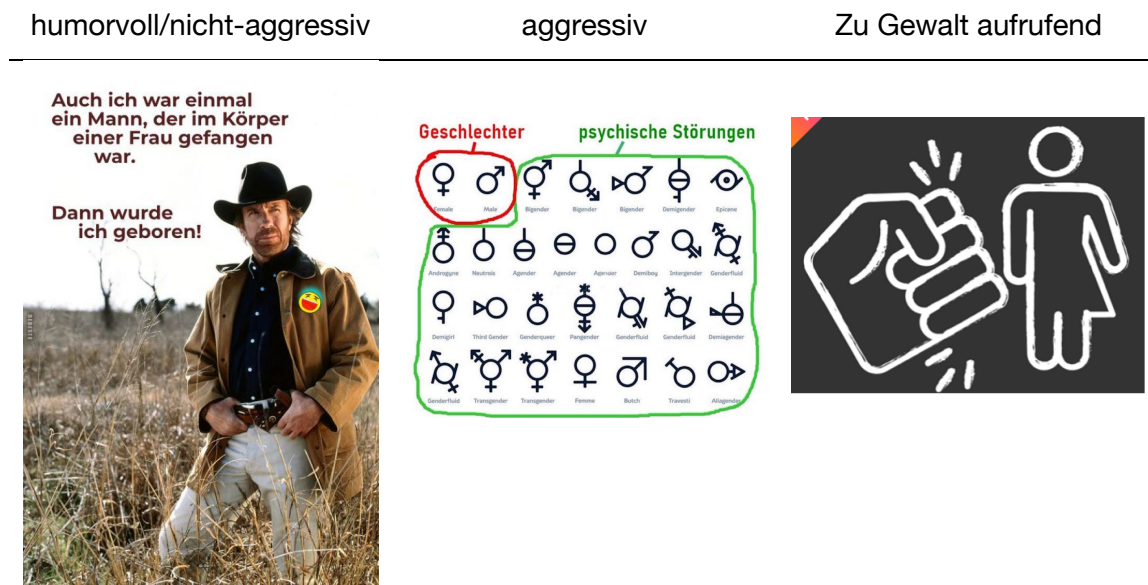 humorvoll/nicht-aggressiv
aggressiv
Zu Gewalt aufrufend
Auch ich war einmal
ein Mann, der im Körper
einer Frau gefangen
war.
Dann wurde
ich geboren!
Geschlechter
psychische Störungen
Female
Male
Bigender
Bigender
Bigender
Demigender
Epicene
Androgyne
Neutrois
Agender
Agender
Agender
Demiboy
Intergender
Genderfluid
Demigirl
Third Gender
Genderqueer
Pangender
Genderfluid
Genderfluid
Demiagender
Genderfluid
Transgender
Transgender
Femme
Butch
Travesti
Aliagender